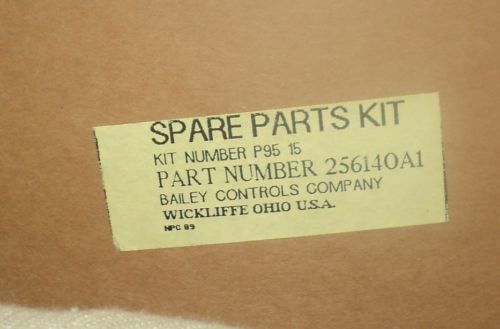 SPARE PARTS KIT
KIT NUMBER P95 15
PART NUMBER 256140A1
BAILEY CONTROLS COMPANY
WICKLIFFE OHIO U.S.A.
NPC 89